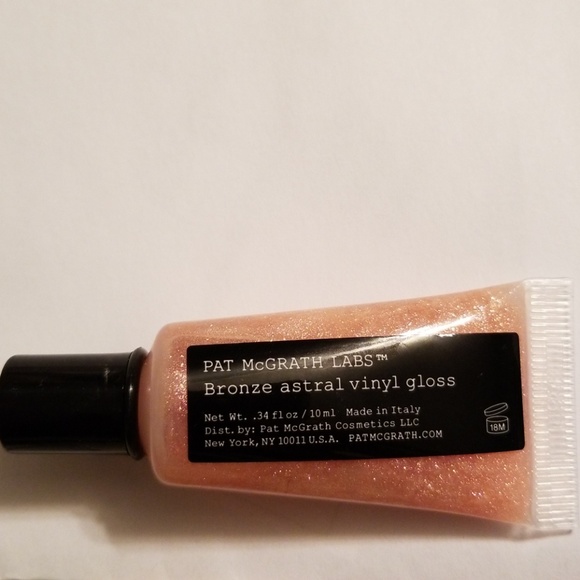 PAT McGRATH LABS™
Bronze astral vinyl gloss
Net Wt. .34 fl oz / 10 ml Made in Italy
Dist. by: Pat McGrath Cosmetics LLC
New York, NY 10011 U.S.A. PATMCGRATH.COM
18M